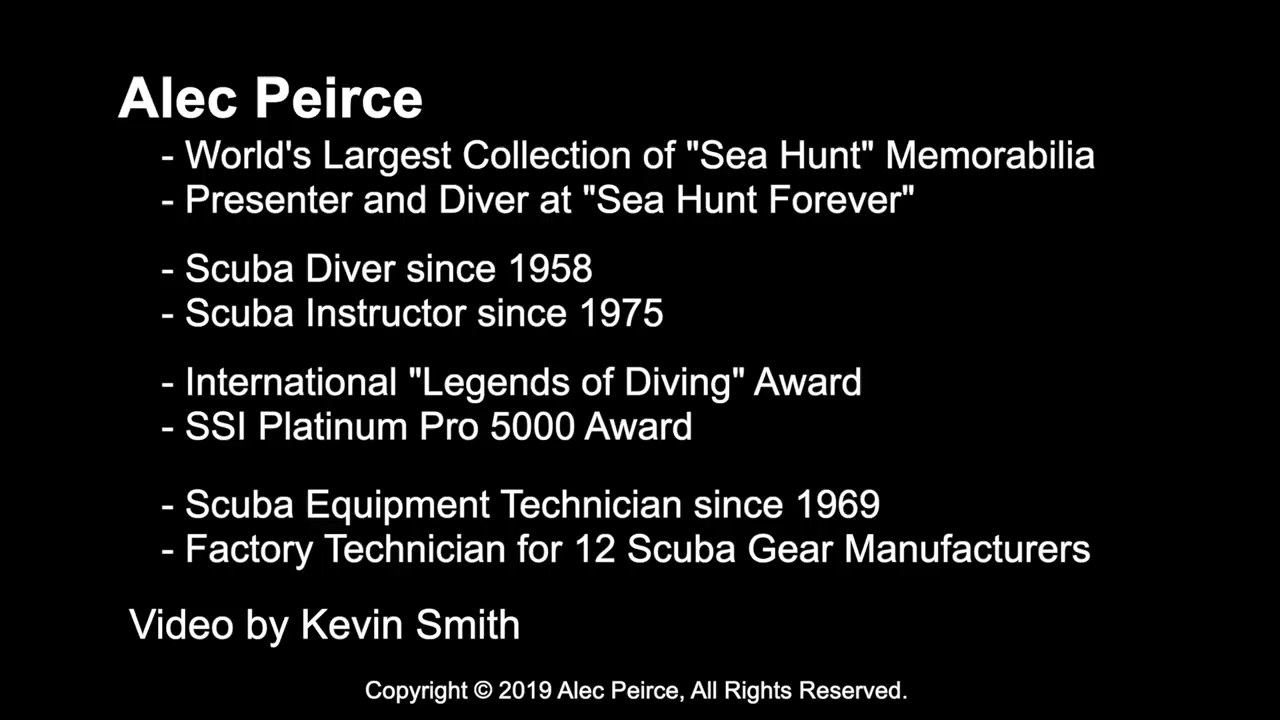 Alec Peirce
- World's Largest Collection of "Sea Hunt" Memorabilia
- Presenter and Diver at "Sea Hunt Forever"
- Scuba Diver since 1958
- Scuba Instructor since 1975
- International "Legends of Diving" Award
- SSI Platinum Pro 5000 Award
- Scuba Equipment Technician since 1969
- Factory Technician for 12 Scuba Gear Manufacturers
Video by Kevin Smith
Copyright © 2019 Alec Peirce, All Rights Reserved.